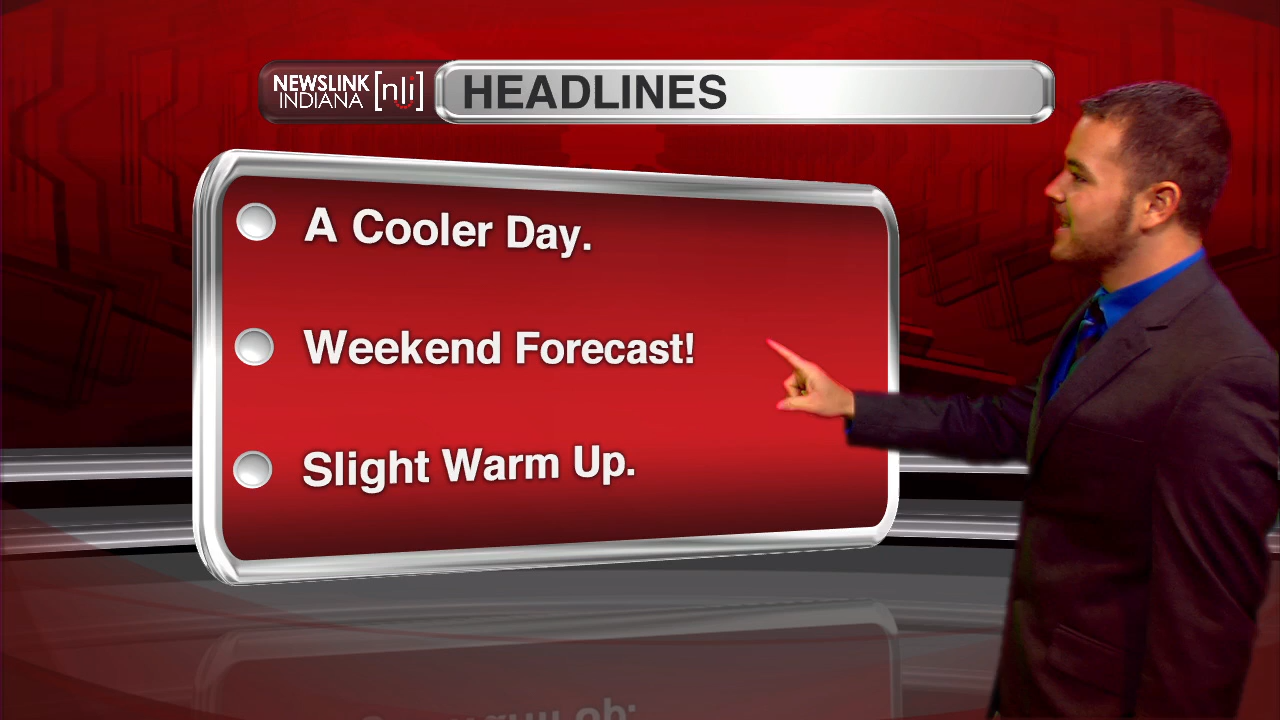 NEWSLINK
INDIANA
[nli]
HEADLINES
A Cooler Day.
Weekend Forecast!
Slight Warm Up.